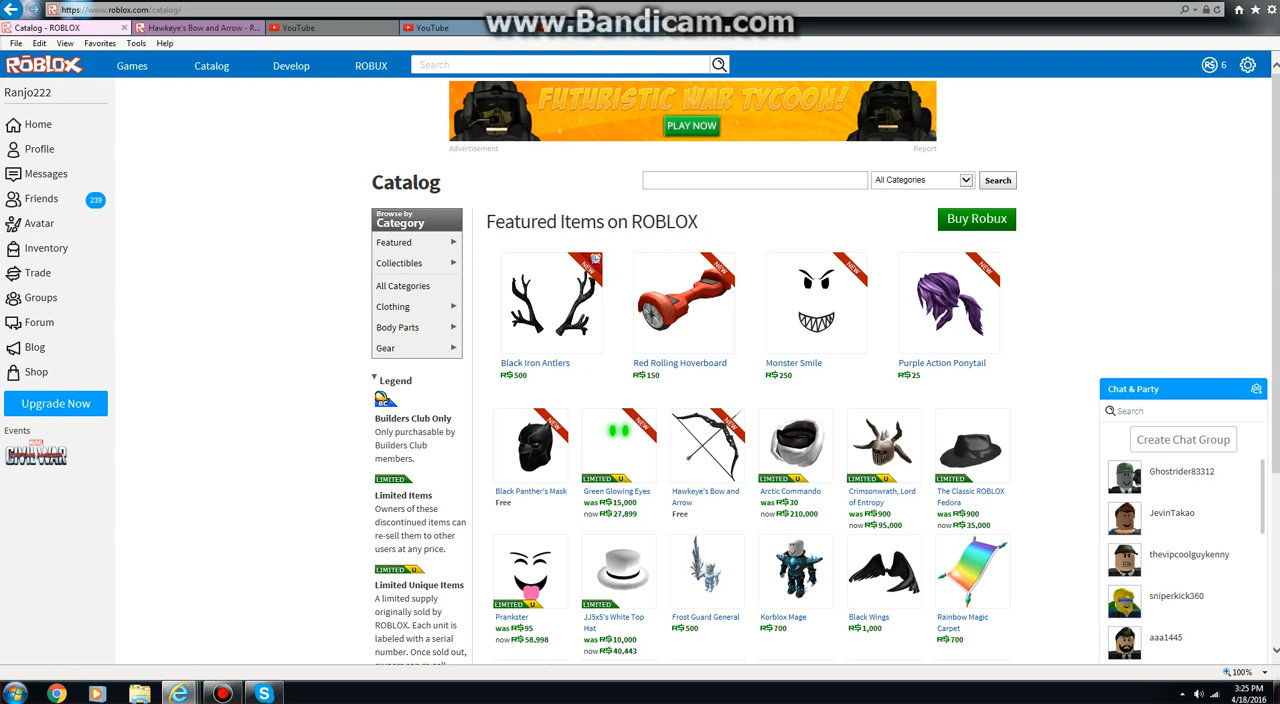 https://www.roblox.com/catalog/
www.Bandicam.com
Catalog - ROBLOX
Hawkeye's Bow and Arrow - R...
YouTube
YouTube
File Edit View Favorites Tools Help
ROBLOX Games Catalog Develop ROBUX Search R$ 6
Ranjo222
Home
Profile
Messages
Friends 239
Avatar
Inventory
Trade
Groups
Forum
Blog
Shop
Upgrade Now
Events
MARVEL
CIVIL WAR
FUTURISTIC WAR TYCOON!
PLAY NOW
Advertisement Report
Catalog All Categories Search
Browse by
Category
Featured
Collectibles
All Categories
Clothing
Body Parts
Gear
Legend
BC
Builders Club Only
Only purchasable by
Builders Club
members.
LIMITED
Limited Items
Owners of these
discontinued items can
re-sell them to other
users at any price.
LIMITED U
Limited Unique Items
A limited supply
originally sold by
ROBLOX. Each unit is
labeled with a serial
number. Once sold out,
Featured Items on ROBLOX Buy Robux
NEW NEW NEW NEW
Black Iron Antlers Red Rolling Hoverboard Monster Smile Purple Action Ponytail
R$500 R$150 R$250 R$25
NEW NEW NEW
LIMITED U LIMITED U LIMITED U LIMITED
Black Panther's Mask
Free
Green Glowing Eyes
was R$15,000
now R$27,899
Hawkeye's Bow and
Arrow
Free
Arctic Commando
was R$30
now R$210,000
Crimsonwrath, Lord
of Entropy
was R$900
now R$95,000
The Classic ROBLOX
Fedora
was R$900
now R$35,000
LIMITED U LIMITED
Prankster
was R$95
now R$58,998
JJ5x5's White Top
Hat
was R$10,000
now R$40,443
Frost Guard General
R$500
Korblox Mage
R$700
Black Wings
R$1,000
Rainbow Magic
Carpet
R$700
Chat & Party
Search
Create Chat Group
Ghostrider83312
JevinTakao
thevipcoolguykenny
sniperkick360
aaa1445
100%
3:25 PM
4/18/2016